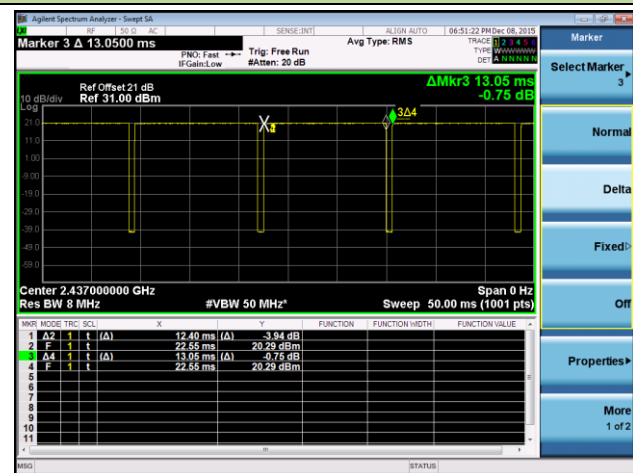 Agilent Spectrum Analyzer - Swept SA
RF 50 Ω AC SENSE:INT ALIGN AUTO 06:51:22 PM Dec 08, 2015
Marker 3 Δ 13.0500 ms
PNO: Fast
IFGain:Low
Trig: Free Run
#Atten: 20 dB
Avg Type: RMS
TRACE 1 2 3 4 5 6
TYPE W W W W W W
DET A N N N N N
Marker
Select Marker
3
Normal
Delta
Fixed
Off
Properties
More
1 of 2
ΔMkr3 13.05 ms
-0.75 dB
Ref Offset 21 dB
10 dB/div Ref 31.00 dBm
Log
21.0
11.0
1.00
-9.00
-19.0
-29.0
-39.0
-49.0
-59.0
3Δ4
Center 2.437000000 GHz Span 0 Hz
Res BW 8 MHz #VBW 50 MHz* Sweep 50.00 ms (1001 pts)
MKR MODE TRC SCL X Y FUNCTION FUNCTION WIDTH FUNCTION VALUE
1 Δ2 1 t (Δ) 12.40 ms (Δ) -3.94 dB
2 F 1 t 22.55 ms 20.29 dBm
3 Δ4 1 t (Δ) 13.05 ms (Δ) -0.75 dB
4 F 1 t 22.55 ms 20.29 dBm
5
6
7
8
9
10
11
MSG STATUS